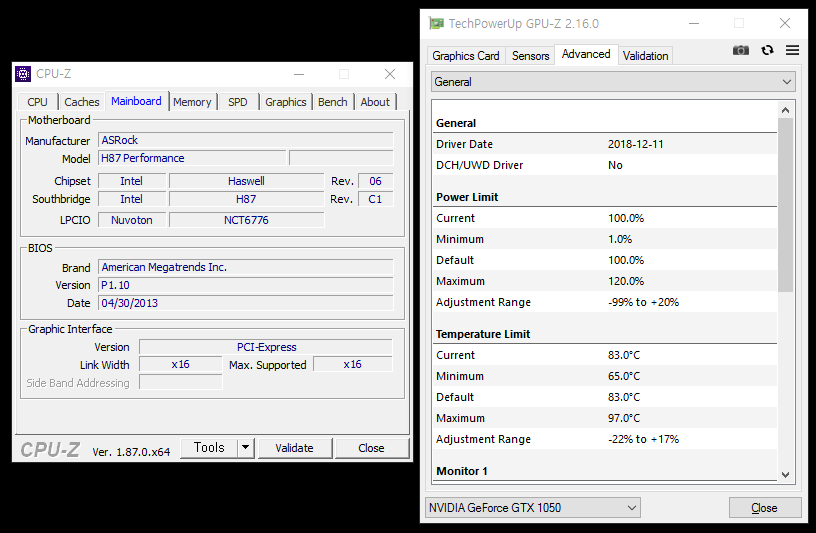 CPU-Z
CPU Caches Mainboard Memory SPD Graphics Bench About
Motherboard
Manufacturer ASRock
Model H87 Performance
Chipset Intel Haswell Rev. 06
Southbridge Intel H87 Rev. C1
LPCIO Nuvoton NCT6776
BIOS
Brand American Megatrends Inc.
Version P1.10
Date 04/30/2013
Graphic Interface
Version PCI-Express
Link Width x16 Max. Supported x16
Side Band Addressing
CPU-Z Ver. 1.87.0.x64 Tools Validate Close
TechPowerUp GPU-Z 2.16.0
Graphics Card Sensors Advanced Validation
General
General
Driver Date 2018-12-11
DCH/UWD Driver No
Power Limit
Current 100.0%
Minimum 1.0%
Default 100.0%
Maximum 120.0%
Adjustment Range -99% to +20%
Temperature Limit
Current 83.0°C
Minimum 65.0°C
Default 83.0°C
Maximum 97.0°C
Adjustment Range -22% to +17%
Monitor 1
NVIDIA GeForce GTX 1050 Close